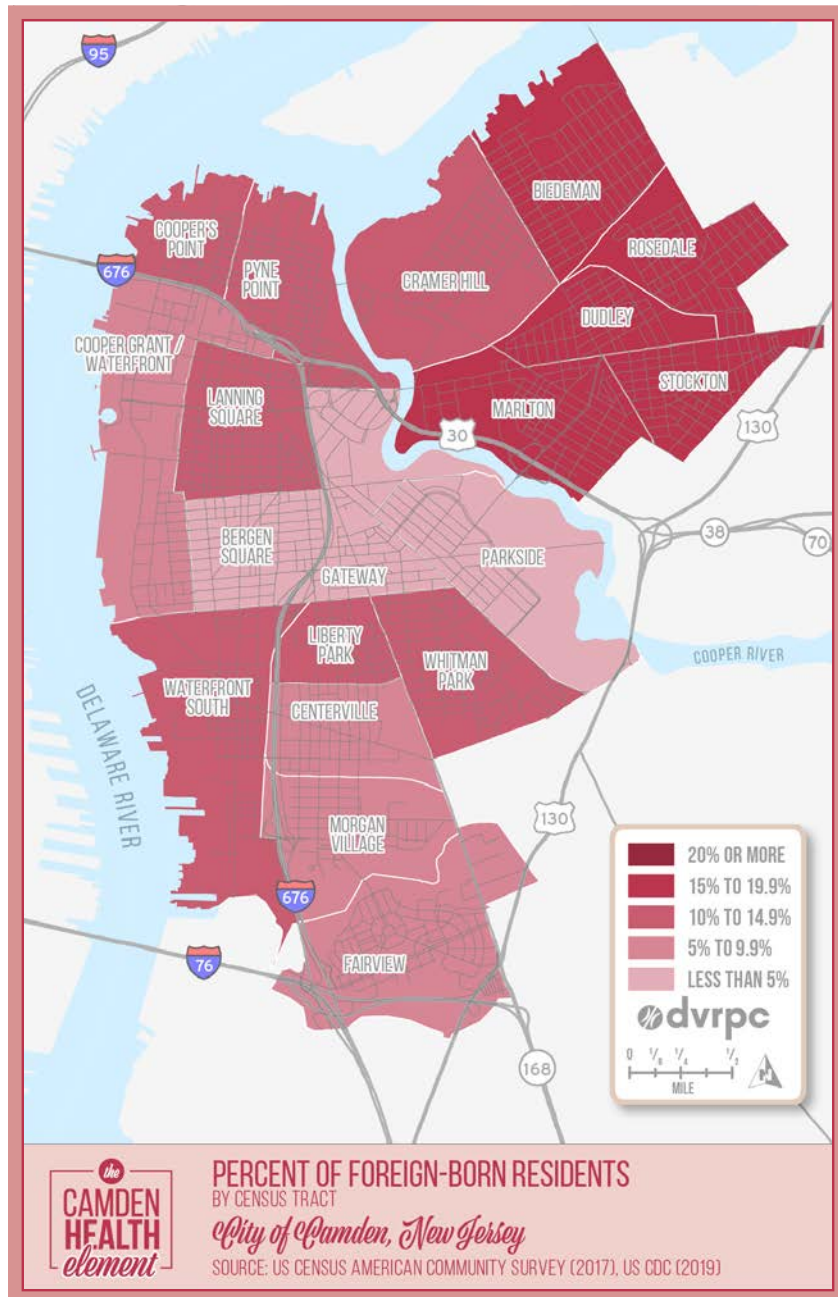 95
BIEDEMAN
COOPER'S
POINT
ROSEDALE
PYNE
POINT
676
CRAMER HILL
DUDLEY
COOPER GRANT /
WATERFRONT
LANNING
SQUARE
STOCKTON
MARLTON
30
130
38
70
BERGEN
SQUARE
PARKSIDE
GATEWAY
LIBERTY
PARK
WHITMAN
PARK
COOPER RIVER
WATERFRONT
SOUTH
CENTERVILLE
DELAWARE RIVER
MORGAN
VILLAGE
130
676
76
FAIRVIEW
168
20% OR MORE
15% TO 19.9%
10% TO 14.9%
5% TO 9.9%
LESS THAN 5%
dvrpc
0 1/8 1/4 1/2
MILE
the
CAMDEN
HEALTH
element
PERCENT OF FOREIGN-BORN RESIDENTS
BY CENSUS TRACT
City of Camden, New Jersey
SOURCE: US CENSUS AMERICAN COMMUNITY SURVEY (2017), US CDC (2019)